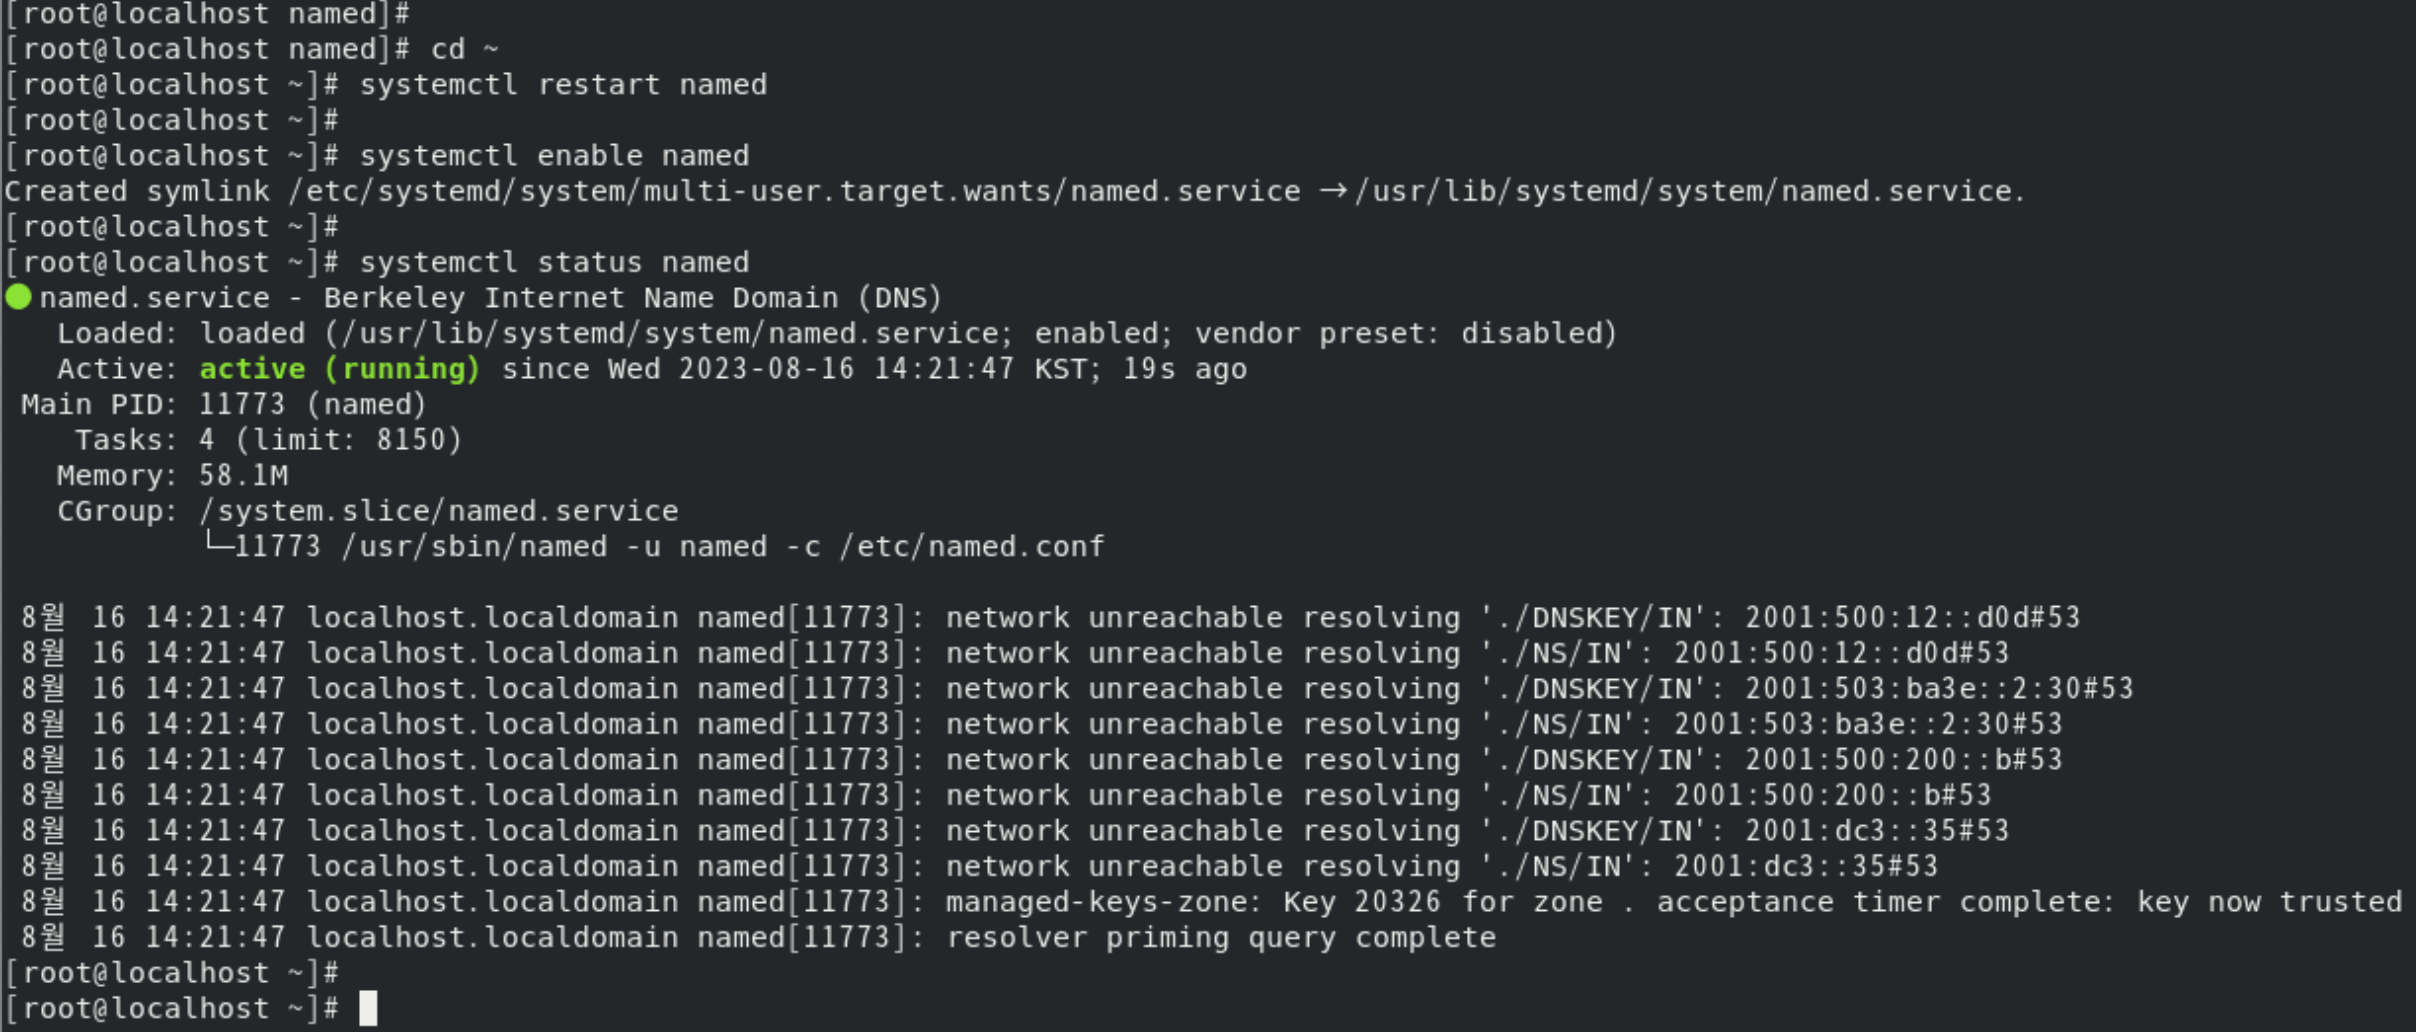 [root@localhost named]#
[root@localhost named]# cd ~
[root@localhost ~]# systemctl restart named
[root@localhost ~]#
[root@localhost ~]# systemctl enable named
Created symlink /etc/systemd/system/multi-user.target.wants/named.service → /usr/lib/systemd/system/named.service.
[root@localhost ~]#
[root@localhost ~]# systemctl status named
● named.service - Berkeley Internet Name Domain (DNS)
   Loaded: loaded (/usr/lib/systemd/system/named.service; enabled; vendor preset: disabled)
   Active: active (running) since Wed 2023-08-16 14:21:47 KST; 19s ago
 Main PID: 11773 (named)
    Tasks: 4 (limit: 8150)
   Memory: 58.1M
   CGroup: /system.slice/named.service
           └─11773 /usr/sbin/named -u named -c /etc/named.conf
 8월  16 14:21:47 localhost.localdomain named[11773]: network unreachable resolving './DNSKEY/IN': 2001:500:12::d0d#53
 8월  16 14:21:47 localhost.localdomain named[11773]: network unreachable resolving './NS/IN': 2001:500:12::d0d#53
 8월  16 14:21:47 localhost.localdomain named[11773]: network unreachable resolving './DNSKEY/IN': 2001:503:ba3e::2:30#53
 8월  16 14:21:47 localhost.localdomain named[11773]: network unreachable resolving './NS/IN': 2001:503:ba3e::2:30#53
 8월  16 14:21:47 localhost.localdomain named[11773]: network unreachable resolving './DNSKEY/IN': 2001:500:200::b#53
 8월  16 14:21:47 localhost.localdomain named[11773]: network unreachable resolving './NS/IN': 2001:500:200::b#53
 8월  16 14:21:47 localhost.localdomain named[11773]: network unreachable resolving './DNSKEY/IN': 2001:dc3::35#53
 8월  16 14:21:47 localhost.localdomain named[11773]: network unreachable resolving './NS/IN': 2001:dc3::35#53
 8월  16 14:21:47 localhost.localdomain named[11773]: managed-keys-zone: Key 20326 for zone . acceptance timer complete: key now trusted
 8월  16 14:21:47 localhost.localdomain named[11773]: resolver priming query complete
[root@localhost ~]#
[root@localhost ~]#